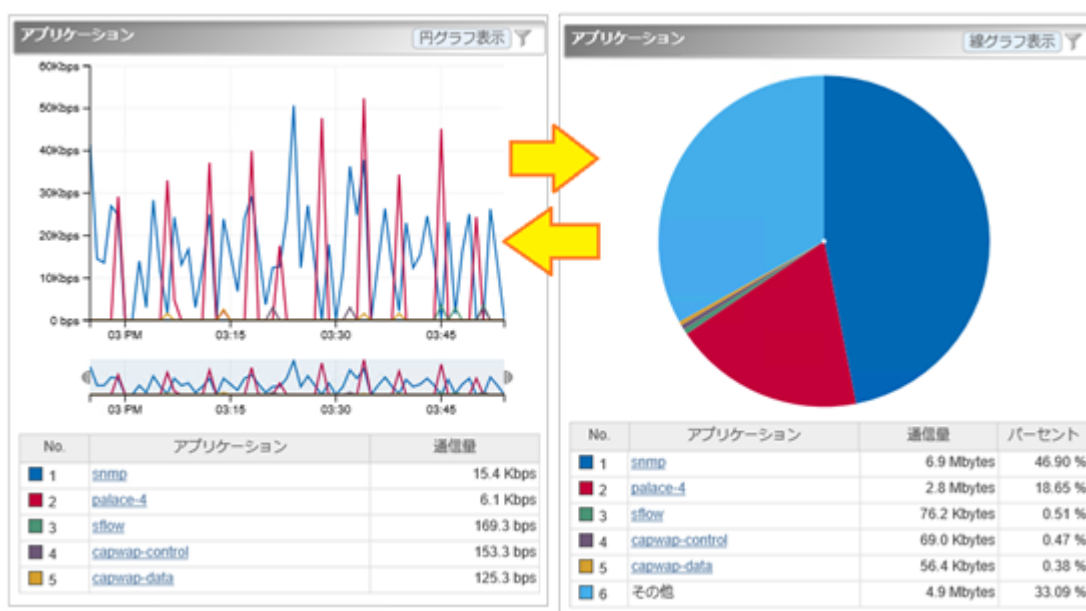 アプリケーション
円グラフ表示
60Kbps
50Kbps
40Kbps
30Kbps
20Kbps
10Kbps
0 bps
03 PM 03:15 03:30 03:45
03 PM 03:15 03:30 03:45
No. アプリケーション 通信量
1 snmp 15.4 Kbps
2 palace-4 6.1 Kbps
3 sflow 169.3 bps
4 capwap-control 153.3 bps
5 capwap-data 125.3 bps
アプリケーション
線グラフ表示
No. アプリケーション 通信量 パーセント
1 snmp 6.9 Mbytes 46.90 %
2 palace-4 2.8 Mbytes 18.65 %
3 sflow 76.2 Kbytes 0.51 %
4 capwap-control 69.0 Kbytes 0.47 %
5 capwap-data 56.4 Kbytes 0.38 %
6 その他 4.9 Mbytes 33.09 %